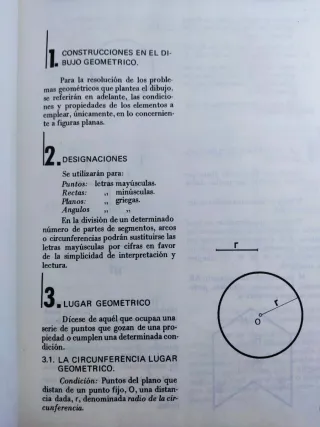 1. CONSTRUCCIONES EN EL DI-
BUJO GEOMETRICO.
Para la resolución de los proble-
mas geométricos que plantea el dibujo,
se referirán en adelante, las condicio-
nes y propiedades de los elementos a
emplear, únicamente, en lo concernien-
te a figuras planas.
2. DESIGNACIONES
Se utilizarán para:
Puntos: letras mayúsculas.
Rectas: „ minúsculas.
Planos: „ griegas.
Angulos „ „
En la división de un determinado
número de partes de segmentos, arcos
o circunferencias podrán sustituirse las
letras mayúsculas por cifras en favor
de la simplicidad de interpretación y
lectura.
r
3. LUGAR GEOMETRICO
Dícese de aquél que ocupan una
serie de puntos que gozan de una pro-
piedad o cumplen una determinada con-
dición.
3.1. LA CIRCUNFERENCIA LUGAR
GEOMETRICO.
Condición: Puntos del plano que
distan de un punto fijo, O, una distan-
cia dada, r, denominada radio de la cir-
cunferencia.
r
O